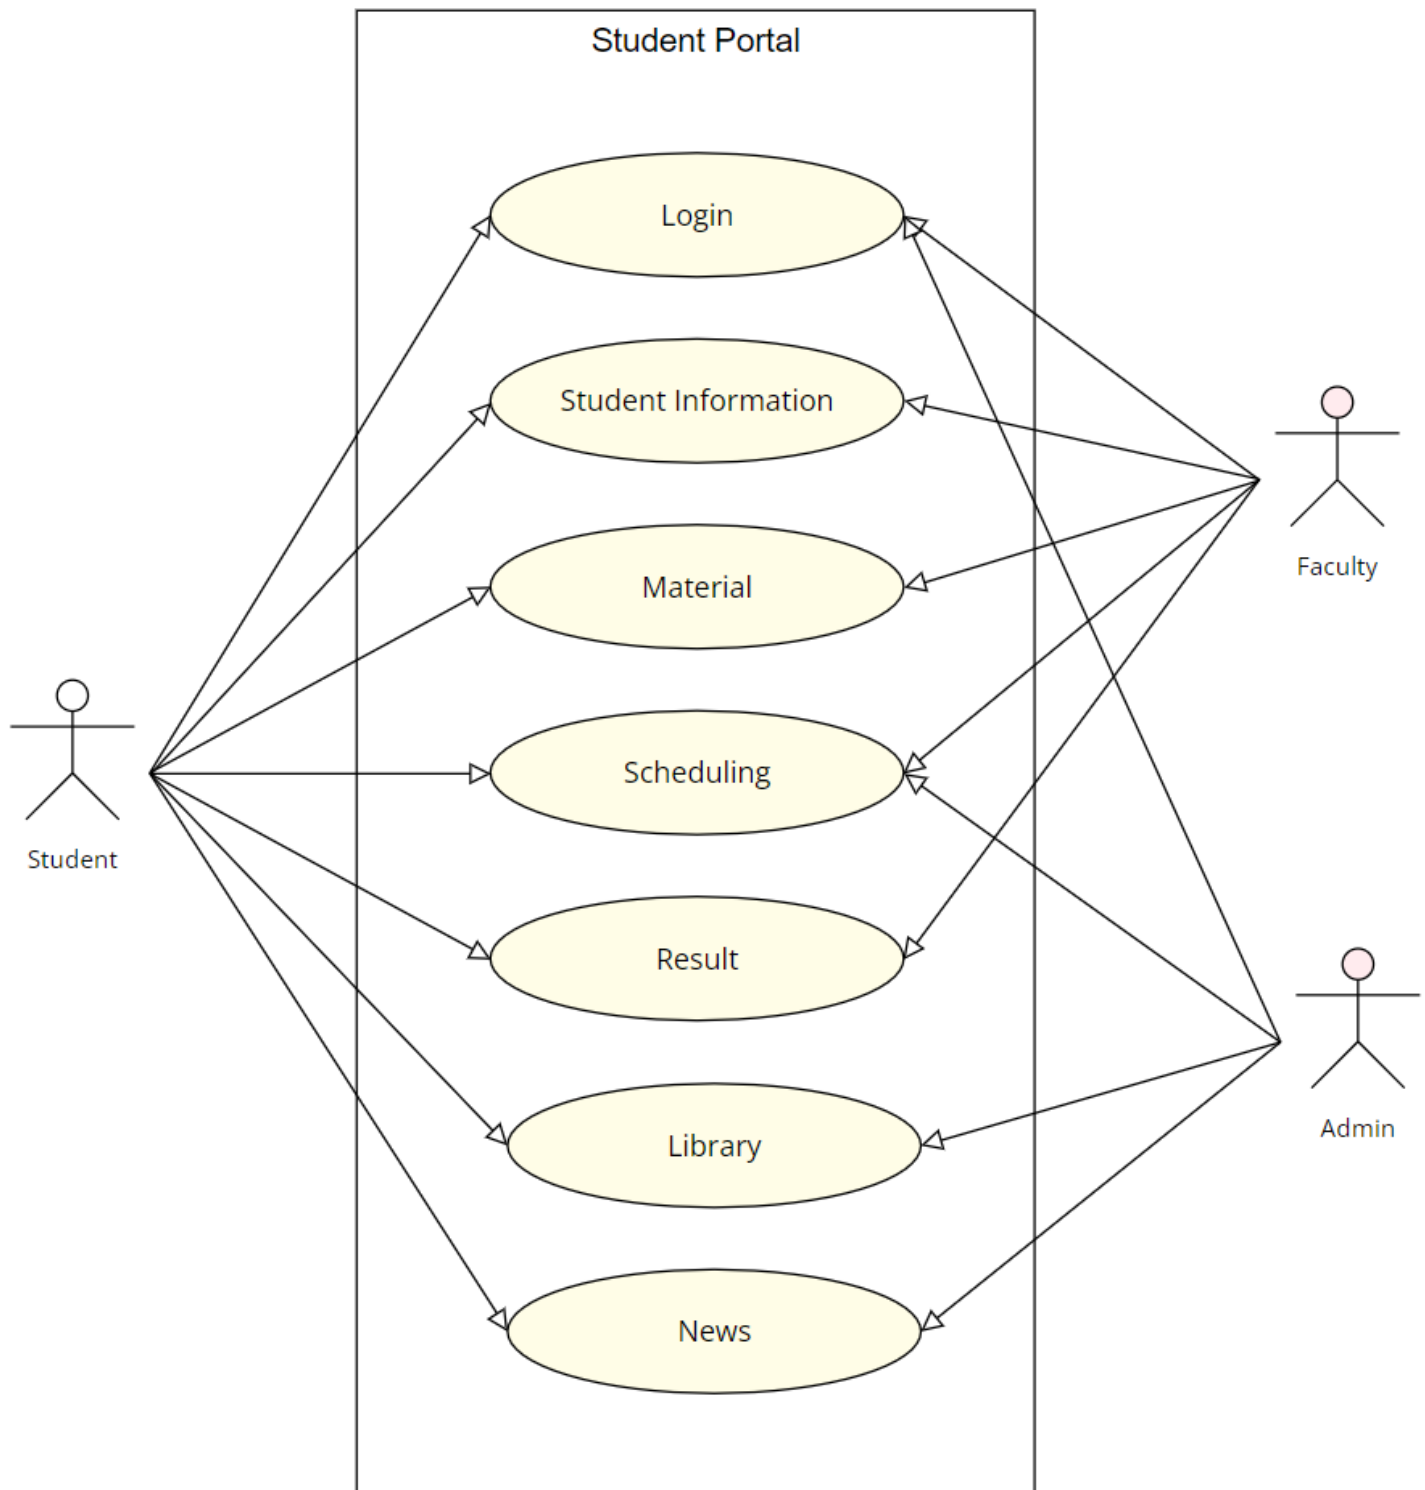 Student Portal
Login
Student Information
Material
Scheduling
Result
Library
News
Student
Faculty
Admin